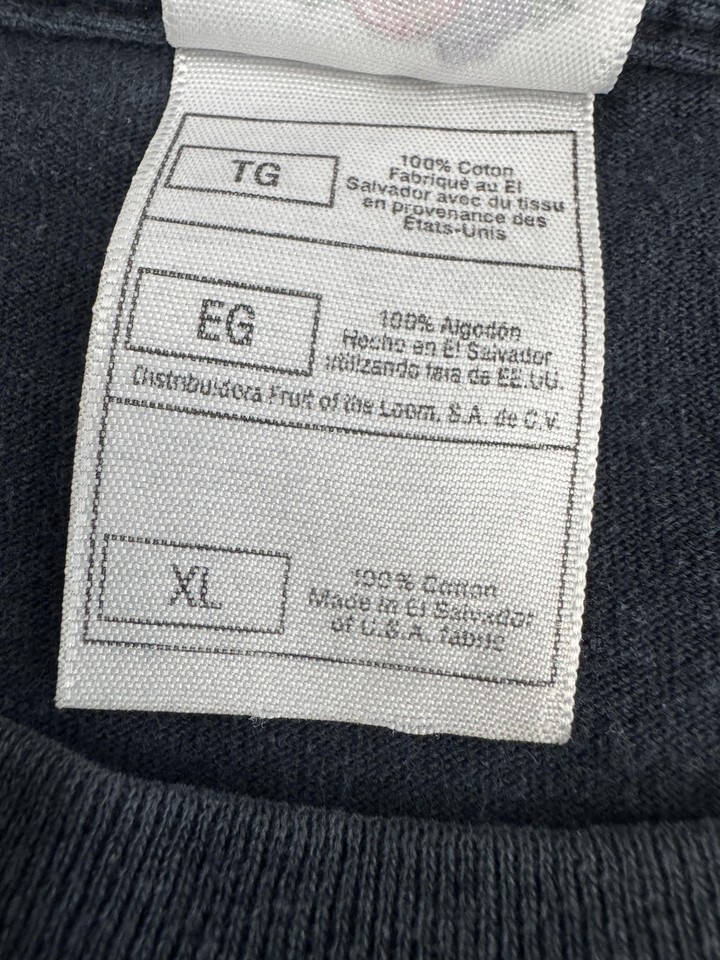 TG
100% Coton
Fabriqué au El
Salvador avec du tissu
en provenance des
États-Unis
EG
100% Algodón
Hecho en El Salvador
utilizando tela de EE.UU.
Distribuidora Fruit of the Loom, S.A. de C.V.
XL
100% Cotton
Made in El Salvador
of U.S.A. fabric